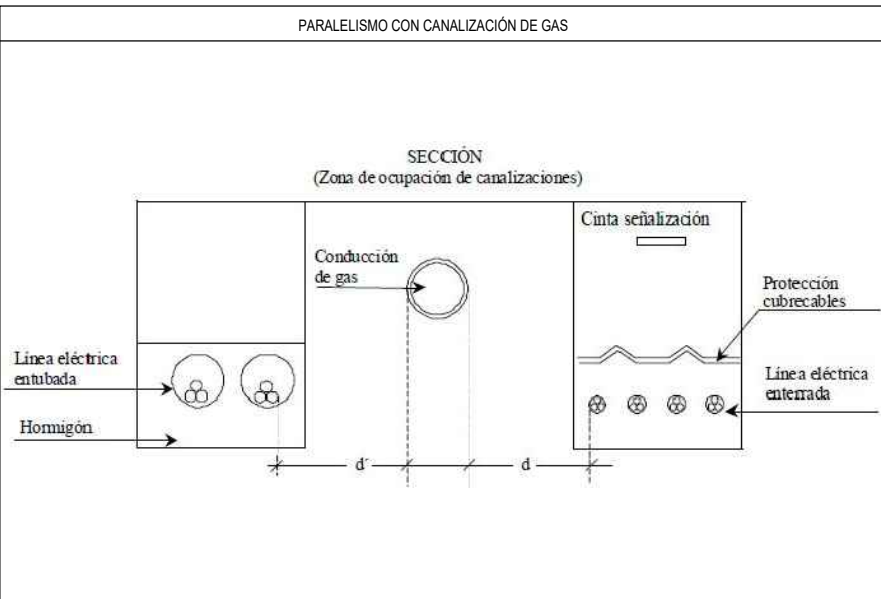 PARALELISMO CON CANALIZACIÓN DE GAS
SECCIÓN
(Zona de ocupación de canalizaciones)
Cinta señalización
Conducción
de gas
Protección
cubrecables
Línea eléctrica
entubada
Línea eléctrica
enterrada
Hormigón
d´
d